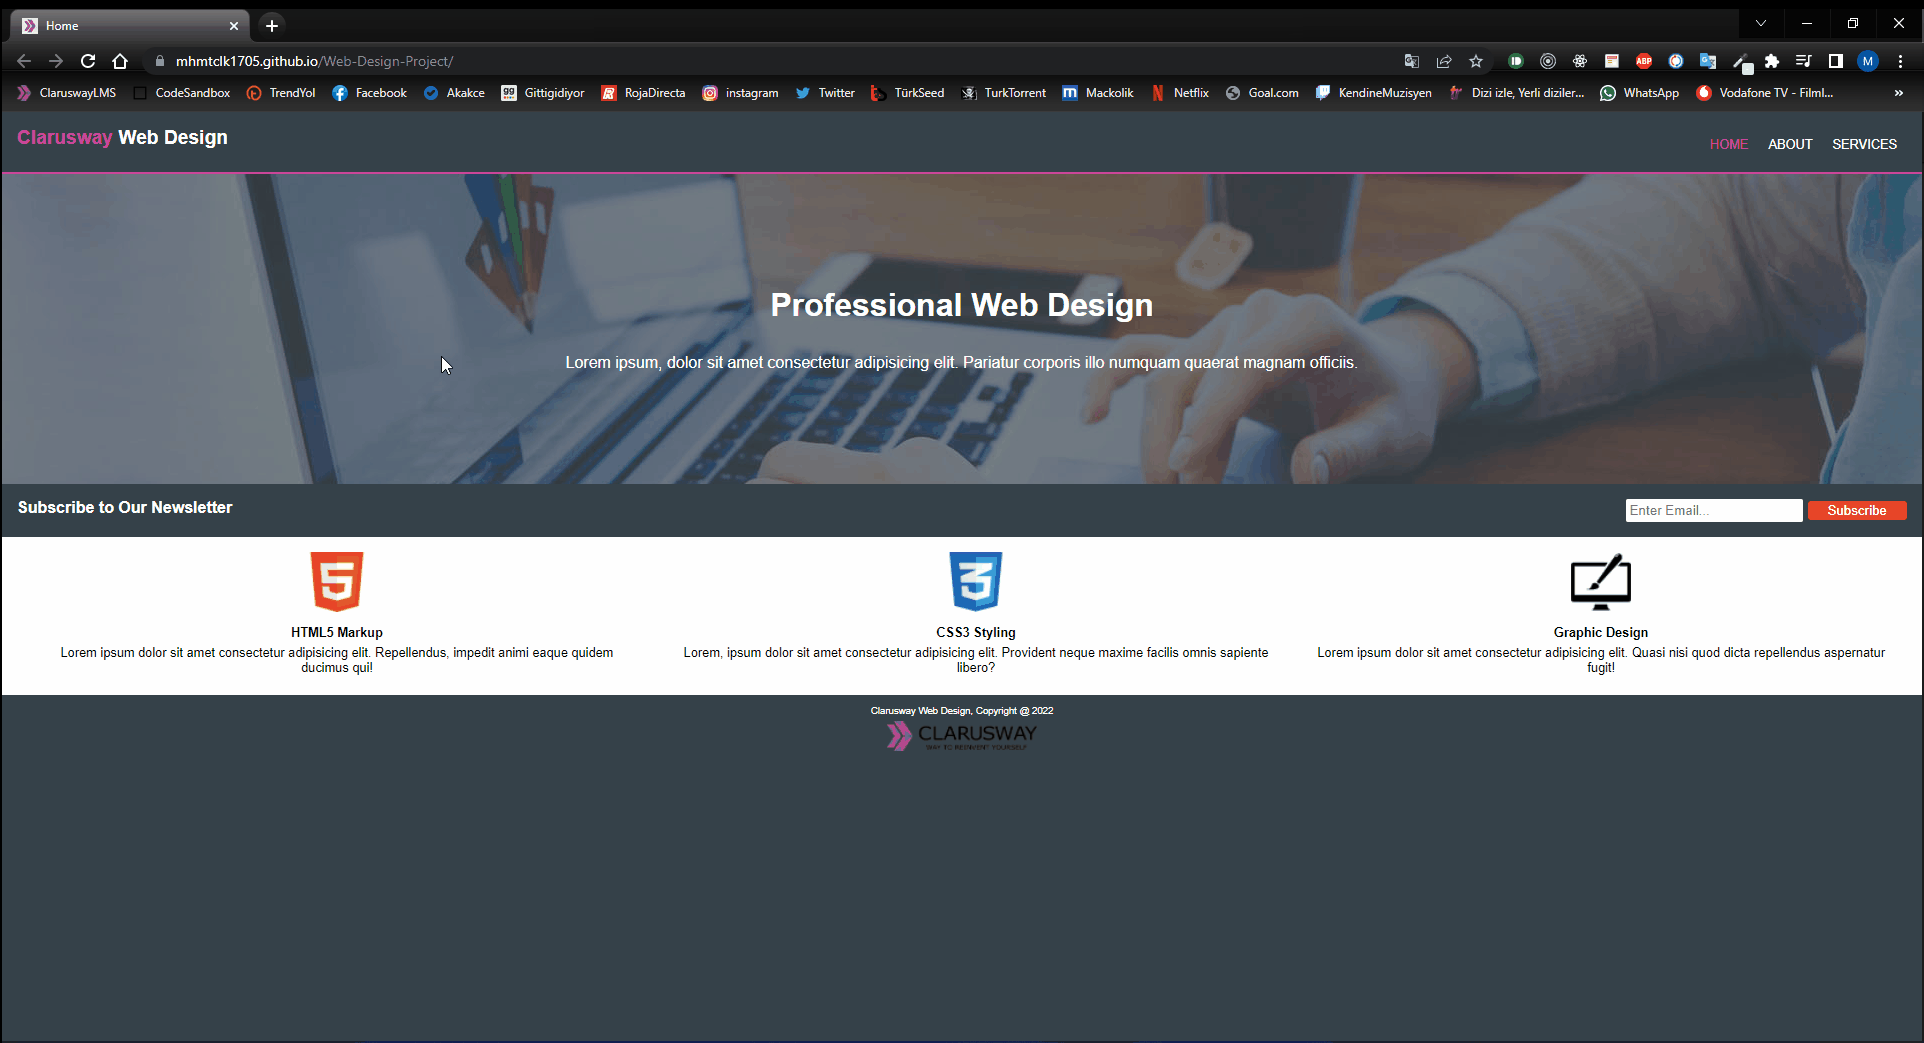 Home
mhmtclk1705.github.io/Web-Design-Project/
ABP
M
ClaruswayLMS CodeSandbox TrendYol Facebook Akakce gg Gittigidiyor RojaDirecta instagram Twitter TürkSeed TurkTorrent Mackolik Netflix Goal.com KendineMuzisyen Dizi izle, Yerli diziler... WhatsApp Vodafone TV - Filml... »
Clarusway Web Design
HOME ABOUT SERVICES
Professional Web Design
Lorem ipsum, dolor sit amet consectetur adipisicing elit. Pariatur corporis illo numquam quaerat magnam officiis.
Subscribe to Our Newsletter
Enter Email... Subscribe
HTML5 Markup
Lorem ipsum dolor sit amet consectetur adipisicing elit. Repellendus, impedit animi eaque quidem
ducimus qui!
CSS3 Styling
Lorem, ipsum dolor sit amet consectetur adipisicing elit. Provident neque maxime facilis omnis sapiente
libero?
Graphic Design
Lorem ipsum dolor sit amet consectetur adipisicing elit. Quasi nisi quod dicta repellendus aspernatur
fugit!
Clarusway Web Design, Copyright @ 2022
CLARUSWAY
WAY TO REINVENT YOURSELF